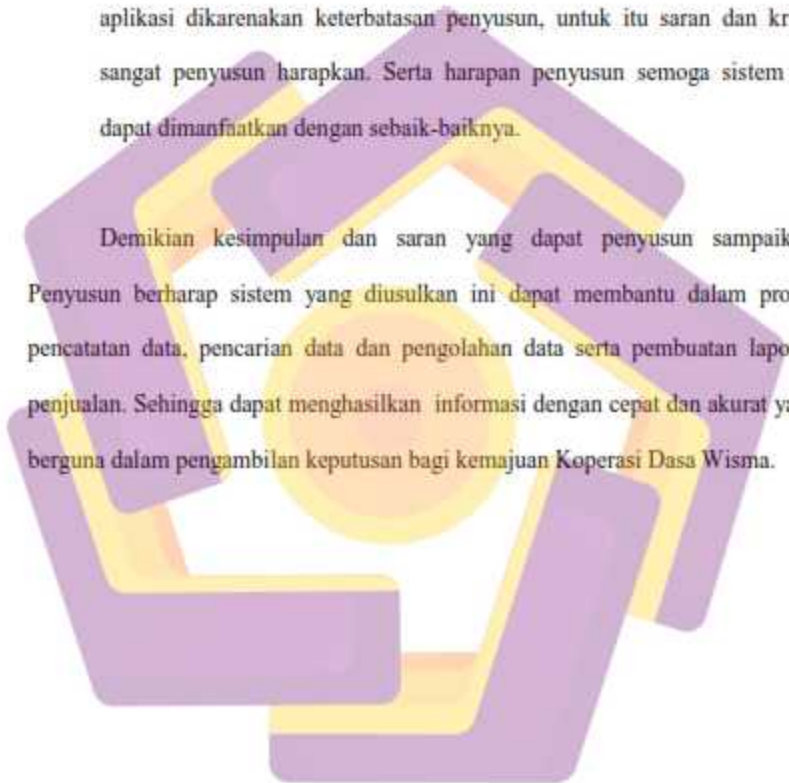 aplikasi dikarenakan keterbatasan penyusun, untuk itu saran dan kr
sangat penyusun harapkan. Serta harapan penyusun semoga sistem
dapat dimanfaatkan dengan sebaik-baiknya.
Demikian kesimpulan dan saran yang dapat penyusun sampaik
Penyusun berharap sistem yang diusulkan ini dapat membantu dalam pro
pencatatan data, pencarian data dan pengolahan data serta pembuatan lapo
penjualan. Sehingga dapat menghasilkan informasi dengan cepat dan akurat ya
berguna dalam pengambilan keputusan bagi kemajuan Koperasi Dasa Wisma.